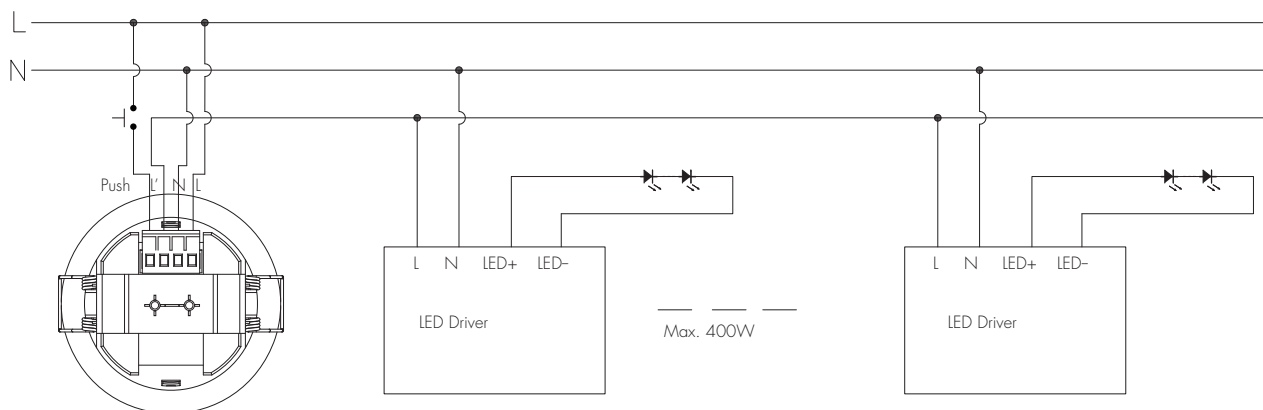 L
N
Push L' N L
L N LED+ LED–
LED Driver
Max. 400W
L N LED+ LED–
LED Driver